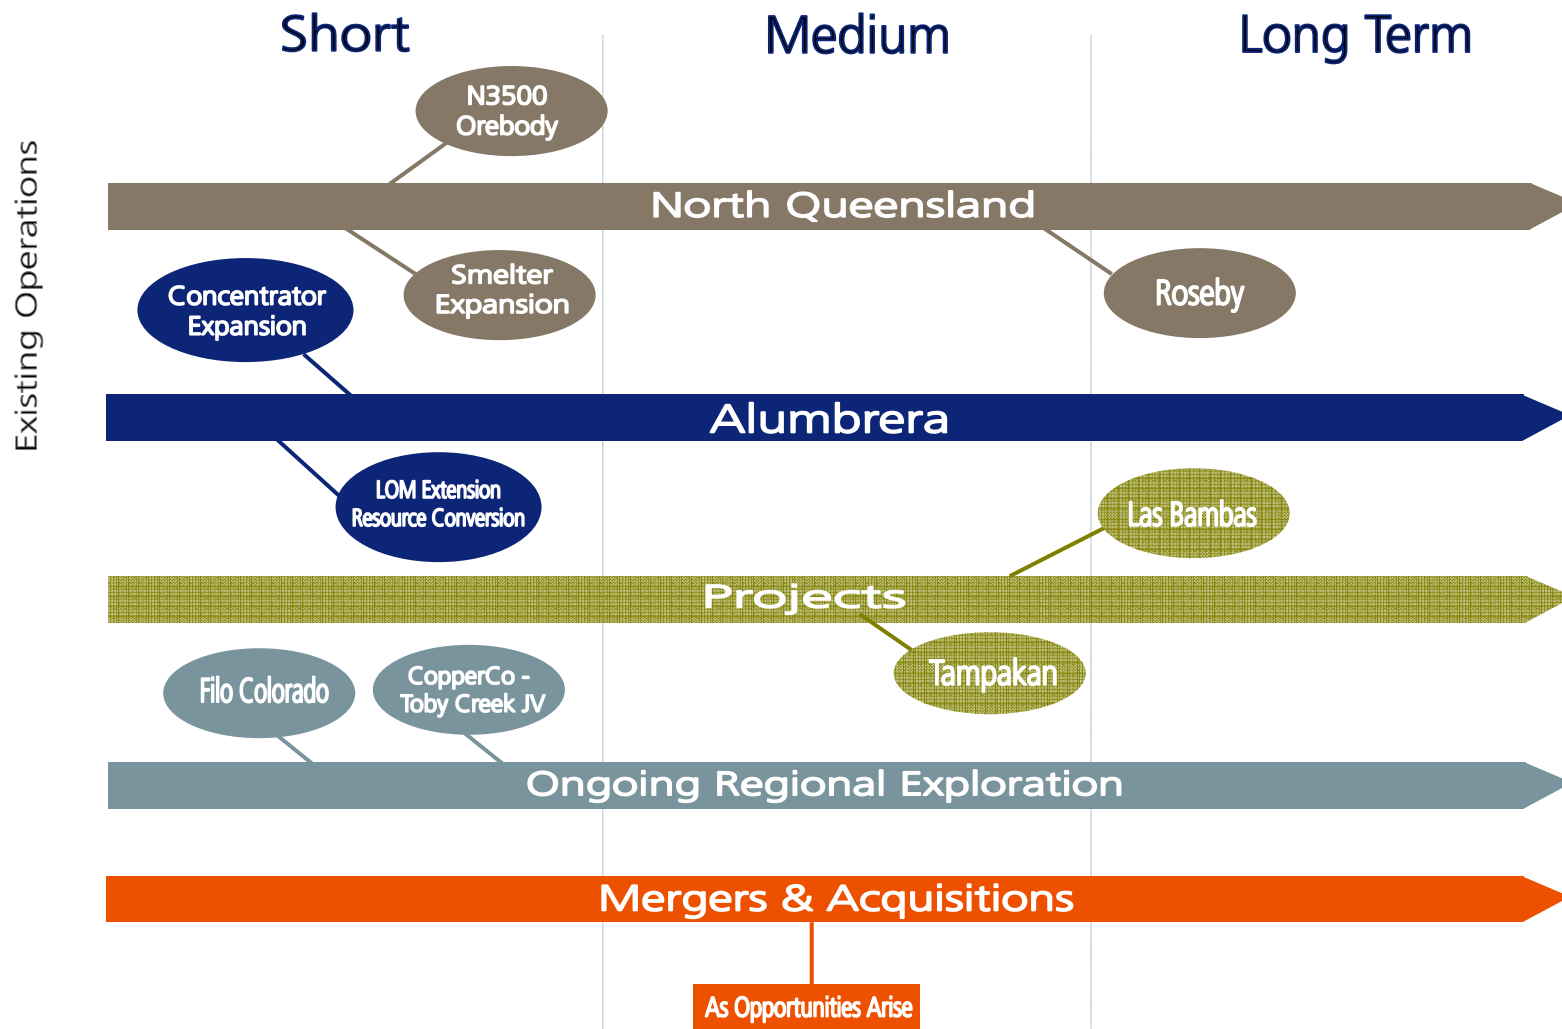 Short
Medium
Long Term
Existing Operations
N3500
Orebody
North Queensland
Smelter
Expansion
Roseby
Concentrator
Expansion
Alumbrera
LOM Extension
Resource Conversion
Las Bambas
Projects
Tampakan
Filo Colorado
CopperCo -
Toby Creek JV
Ongoing Regional Exploration
Mergers & Acquisitions
As Opportunities Arise